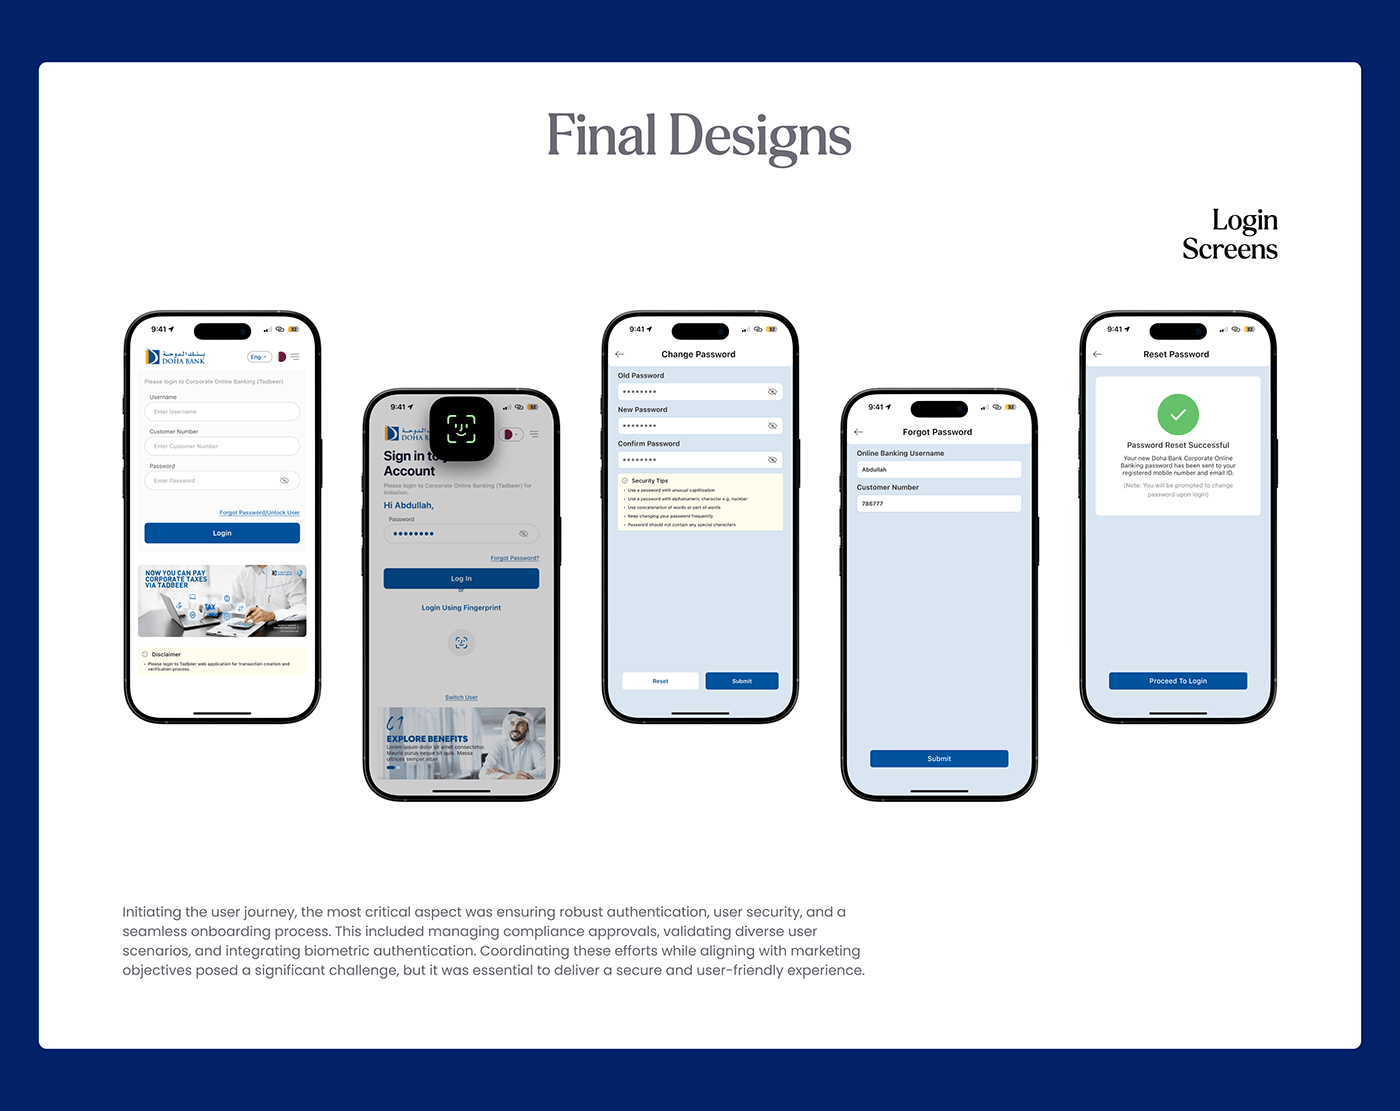 Final Designs
Login
Screens
9:41
32
بنك الدوحة
DOHA BANK
Eng
Please login to Corporate Online Banking (Tadbeer)
Username
Enter Username
Customer Number
Enter Customer Number
Password
Enter Password
Forgot Password/Unlock User
Login
NOW YOU CAN PAY
CORPORATE TAXES
VIA TADBEER
TAX
Disclaimer
• Please login to Tadbeer web application for transaction creation and
verification process.
9:41
32
الدوحة
DOHA B
Sign in to y
Account
Please login to Corporate Online Banking (Tadbeer) for
initiation.
Hi Abdullah,
Password
Forgot Password?
Log In
or
Login Using Fingerprint
Switch User
EXPLORE BENEFITS
Lorem ipsum dolor sit amet consectetur.
Mauris purus neque sit quis. Massa
ultrices semper vitae
9:41
32
Change Password
Old Password
New Password
Confirm Password
Security Tips
• Use a password with unusual captilization
• Use a password with alphanumeric character e.g. number
• Use concatenation of words or part of words
• Keep changing your password frequently
• Password should not contain any special characters
Reset
Submit
9:41
32
Forgot Password
Online Banking Username
Abdullah
Customer Number
786777
Submit
9:41
32
Reset Password
Password Reset Successful
Your new Doha Bank Corporate Online
Banking password has been sent to your
registered mobile number and email ID.
(Note: You will be prompted to change
password upon login)
Proceed To Login
Initiating the user journey, the most critical aspect was ensuring robust authentication, user security, and a
seamless onboarding process. This included managing compliance approvals, validating diverse user
scenarios, and integrating biometric authentication. Coordinating these efforts while aligning with marketing
objectives posed a significant challenge, but it was essential to deliver a secure and user-friendly experience.